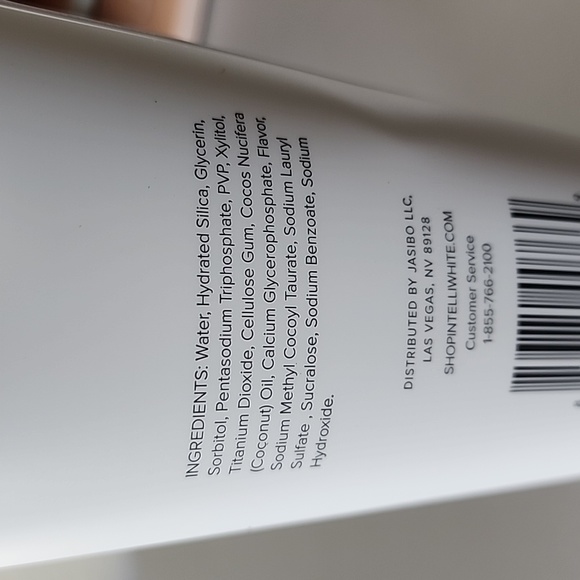 INGREDIENTS: Water, Hydrated Silica, Glycerin,
Sorbitol, Pentasodium Triphosphate, PVP, Xylitol,
Titanium Dioxide, Cellulose Gum, Cocos Nucifera
(Coconut) Oil, Calcium Glycerophosphate, Flavor,
Sodium Methyl Cocoyl Taurate, Sodium Lauryl
Sulfate , Sucralose, Sodium Benzoate, Sodium
Hydroxide.
DISTRIBUTED BY JASIBO LLC,
LAS VEGAS, NV 89128
SHOPINTELLIWHITE.COM
Customer Service
1-855-766-2100